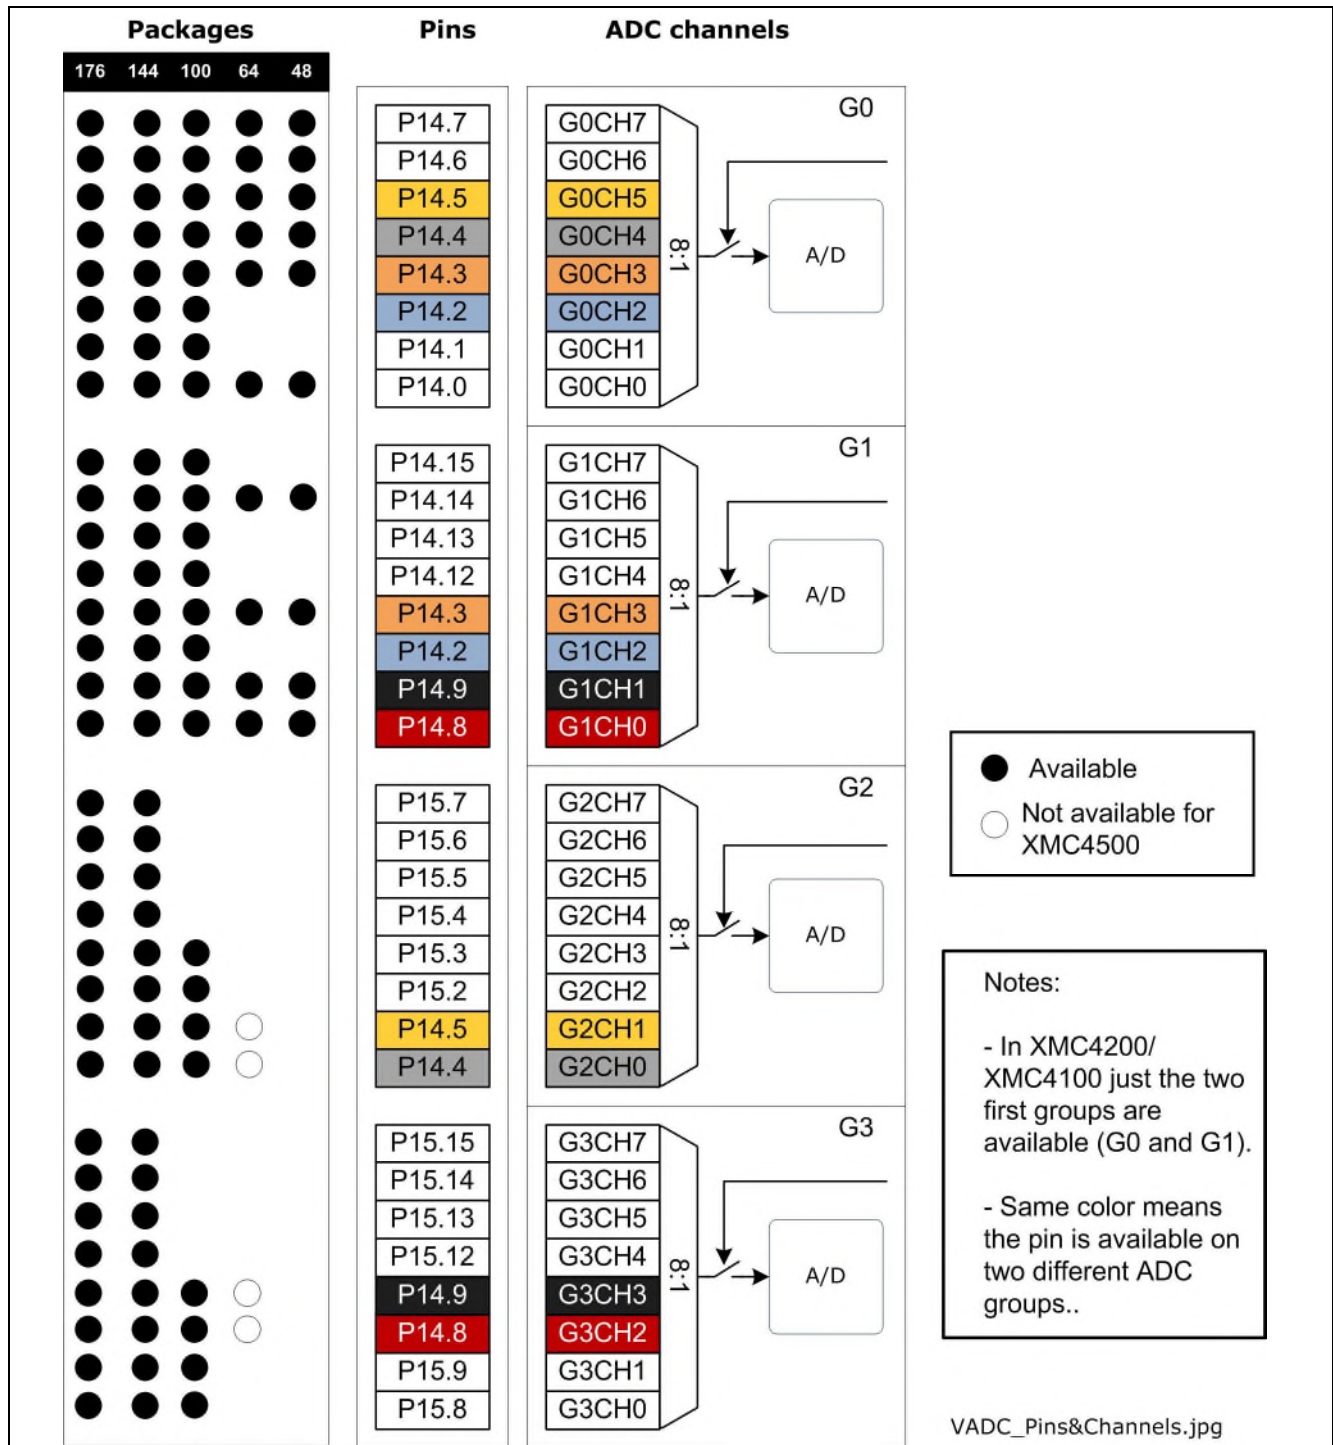 Packages Pins ADC channels
176 144 100 64 48
G0
P14.7 G0CH7
P14.6 G0CH6
P14.5 G0CH5
P14.4 G0CH4
P14.3 G0CH3
P14.2 G0CH2
P14.1 G0CH1
P14.0 G0CH0
8:1
A/D
G1
P14.15 G1CH7
P14.14 G1CH6
P14.13 G1CH5
P14.12 G1CH4
P14.3 G1CH3
P14.2 G1CH2
P14.9 G1CH1
P14.8 G1CH0
8:1
A/D
G2
P15.7 G2CH7
P15.6 G2CH6
P15.5 G2CH5
P15.4 G2CH4
P15.3 G2CH3
P15.2 G2CH2
P14.5 G2CH1
P14.4 G2CH0
8:1
A/D
G3
P15.15 G3CH7
P15.14 G3CH6
P15.13 G3CH5
P15.12 G3CH4
P14.9 G3CH3
P14.8 G3CH2
P15.9 G3CH1
P15.8 G3CH0
8:1
A/D
Available
Not available for
XMC4500
Notes:
- In XMC4200/
XMC4100 just the two
first groups are
available (G0 and G1).
- Same color means
the pin is available on
two different ADC
groups..
VADC_Pins&Channels.jpg